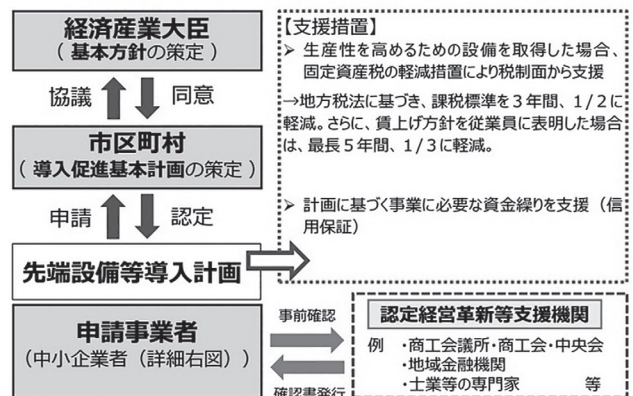 経済産業大臣
（ 基本方針の策定 ）
協議
同意
市区町村
（ 導入促進基本計画の策定 ）
申請
認定
先端設備等導入計画
申請事業者
（中小企業者（詳細右図））
【支援措置】
➢ 生産性を高めるための設備を取得した場合、
固定資産税の軽減措置により税制面から支援
→地方税法に基づき、課税標準を３年間、１/２に
軽減。さらに、賃上げ方針を従業員に表明した場合
は、最長５年間、１/３に軽減。
➢ 計画に基づく事業に必要な資金繰りを支援（信
用保証）
事前確認
確認書発行
認定経営革新等支援機関
例 ・商工会議所・商工会・中央会
・地域金融機関
・士業等の専門家 等